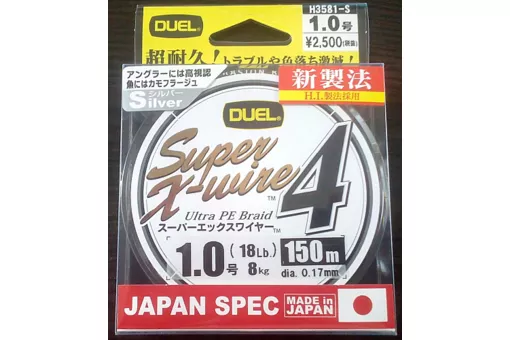 DUEL
H3581-S
1.0号
¥2,500(税抜)
超耐久!トラブルや魚落ち激減!
アングラーには高視認
魚にはカモフラージュ
シルバー
Silver
新製法
H.I.製法採用
DUEL
Super
X-wire 4
TM
Ultra PE Braid
TM
スーパーエックスワイヤー
1.0号 (18Lb.) 8kg
150m
dia. 0.17mm
JAPAN SPEC
MADE in
JAPAN